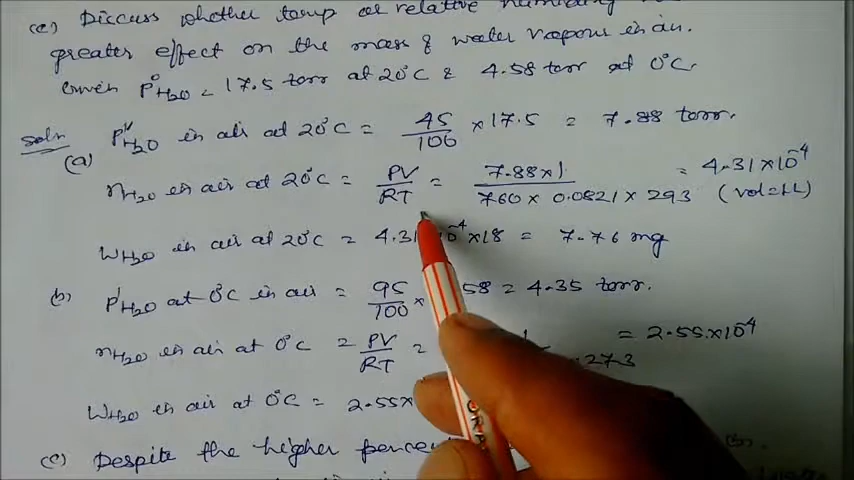 (c) Discuss whether temp or relative humidity
greater effect on the mass of water vapour in air.
Given P°H2O = 17.5 torr at 20°C & 4.58 torr at 0°C.
Soln
(a) P'H2O in air at 20°C = 45/100 × 17.5 = 7.88 torr.
nH2O in air at 20°C = PV/RT = 7.88×1/760 × 0.0821 × 293 = 4.31×10^-4 (vol=1L)
WH2O in air at 20°C = 4.31 10^-4 ×18 = 7.76 mg
(b) P'H2O at 0°C in air = 95/100 × 58 = 4.35 torr.
nH2O in air at 0°C = PV/RT = 273 = 2.55×10^-4
WH2O in air at 0°C = 2.55×
(c) Despite the higher (b).